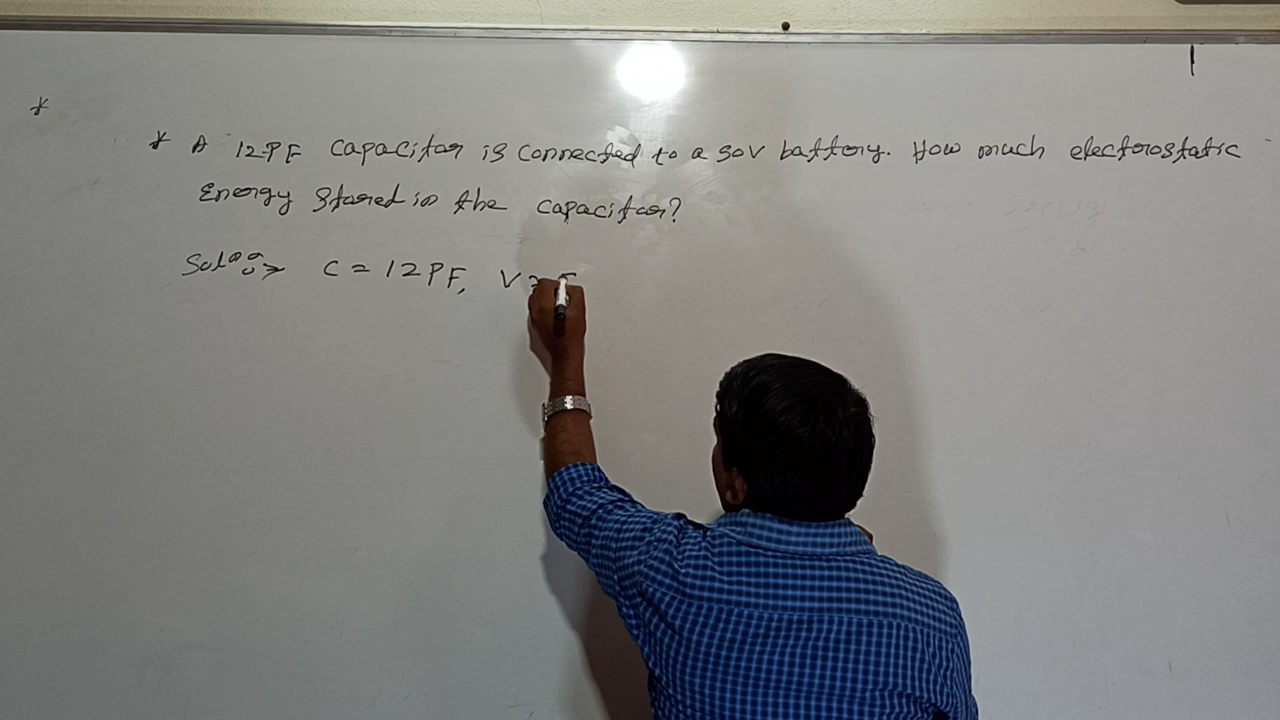 *
* A 12PF capacitor is connected to a 50V battery. How much electrostatic
Energy stored in the capacitor?
Solⁿ:-> C = 12PF, V =